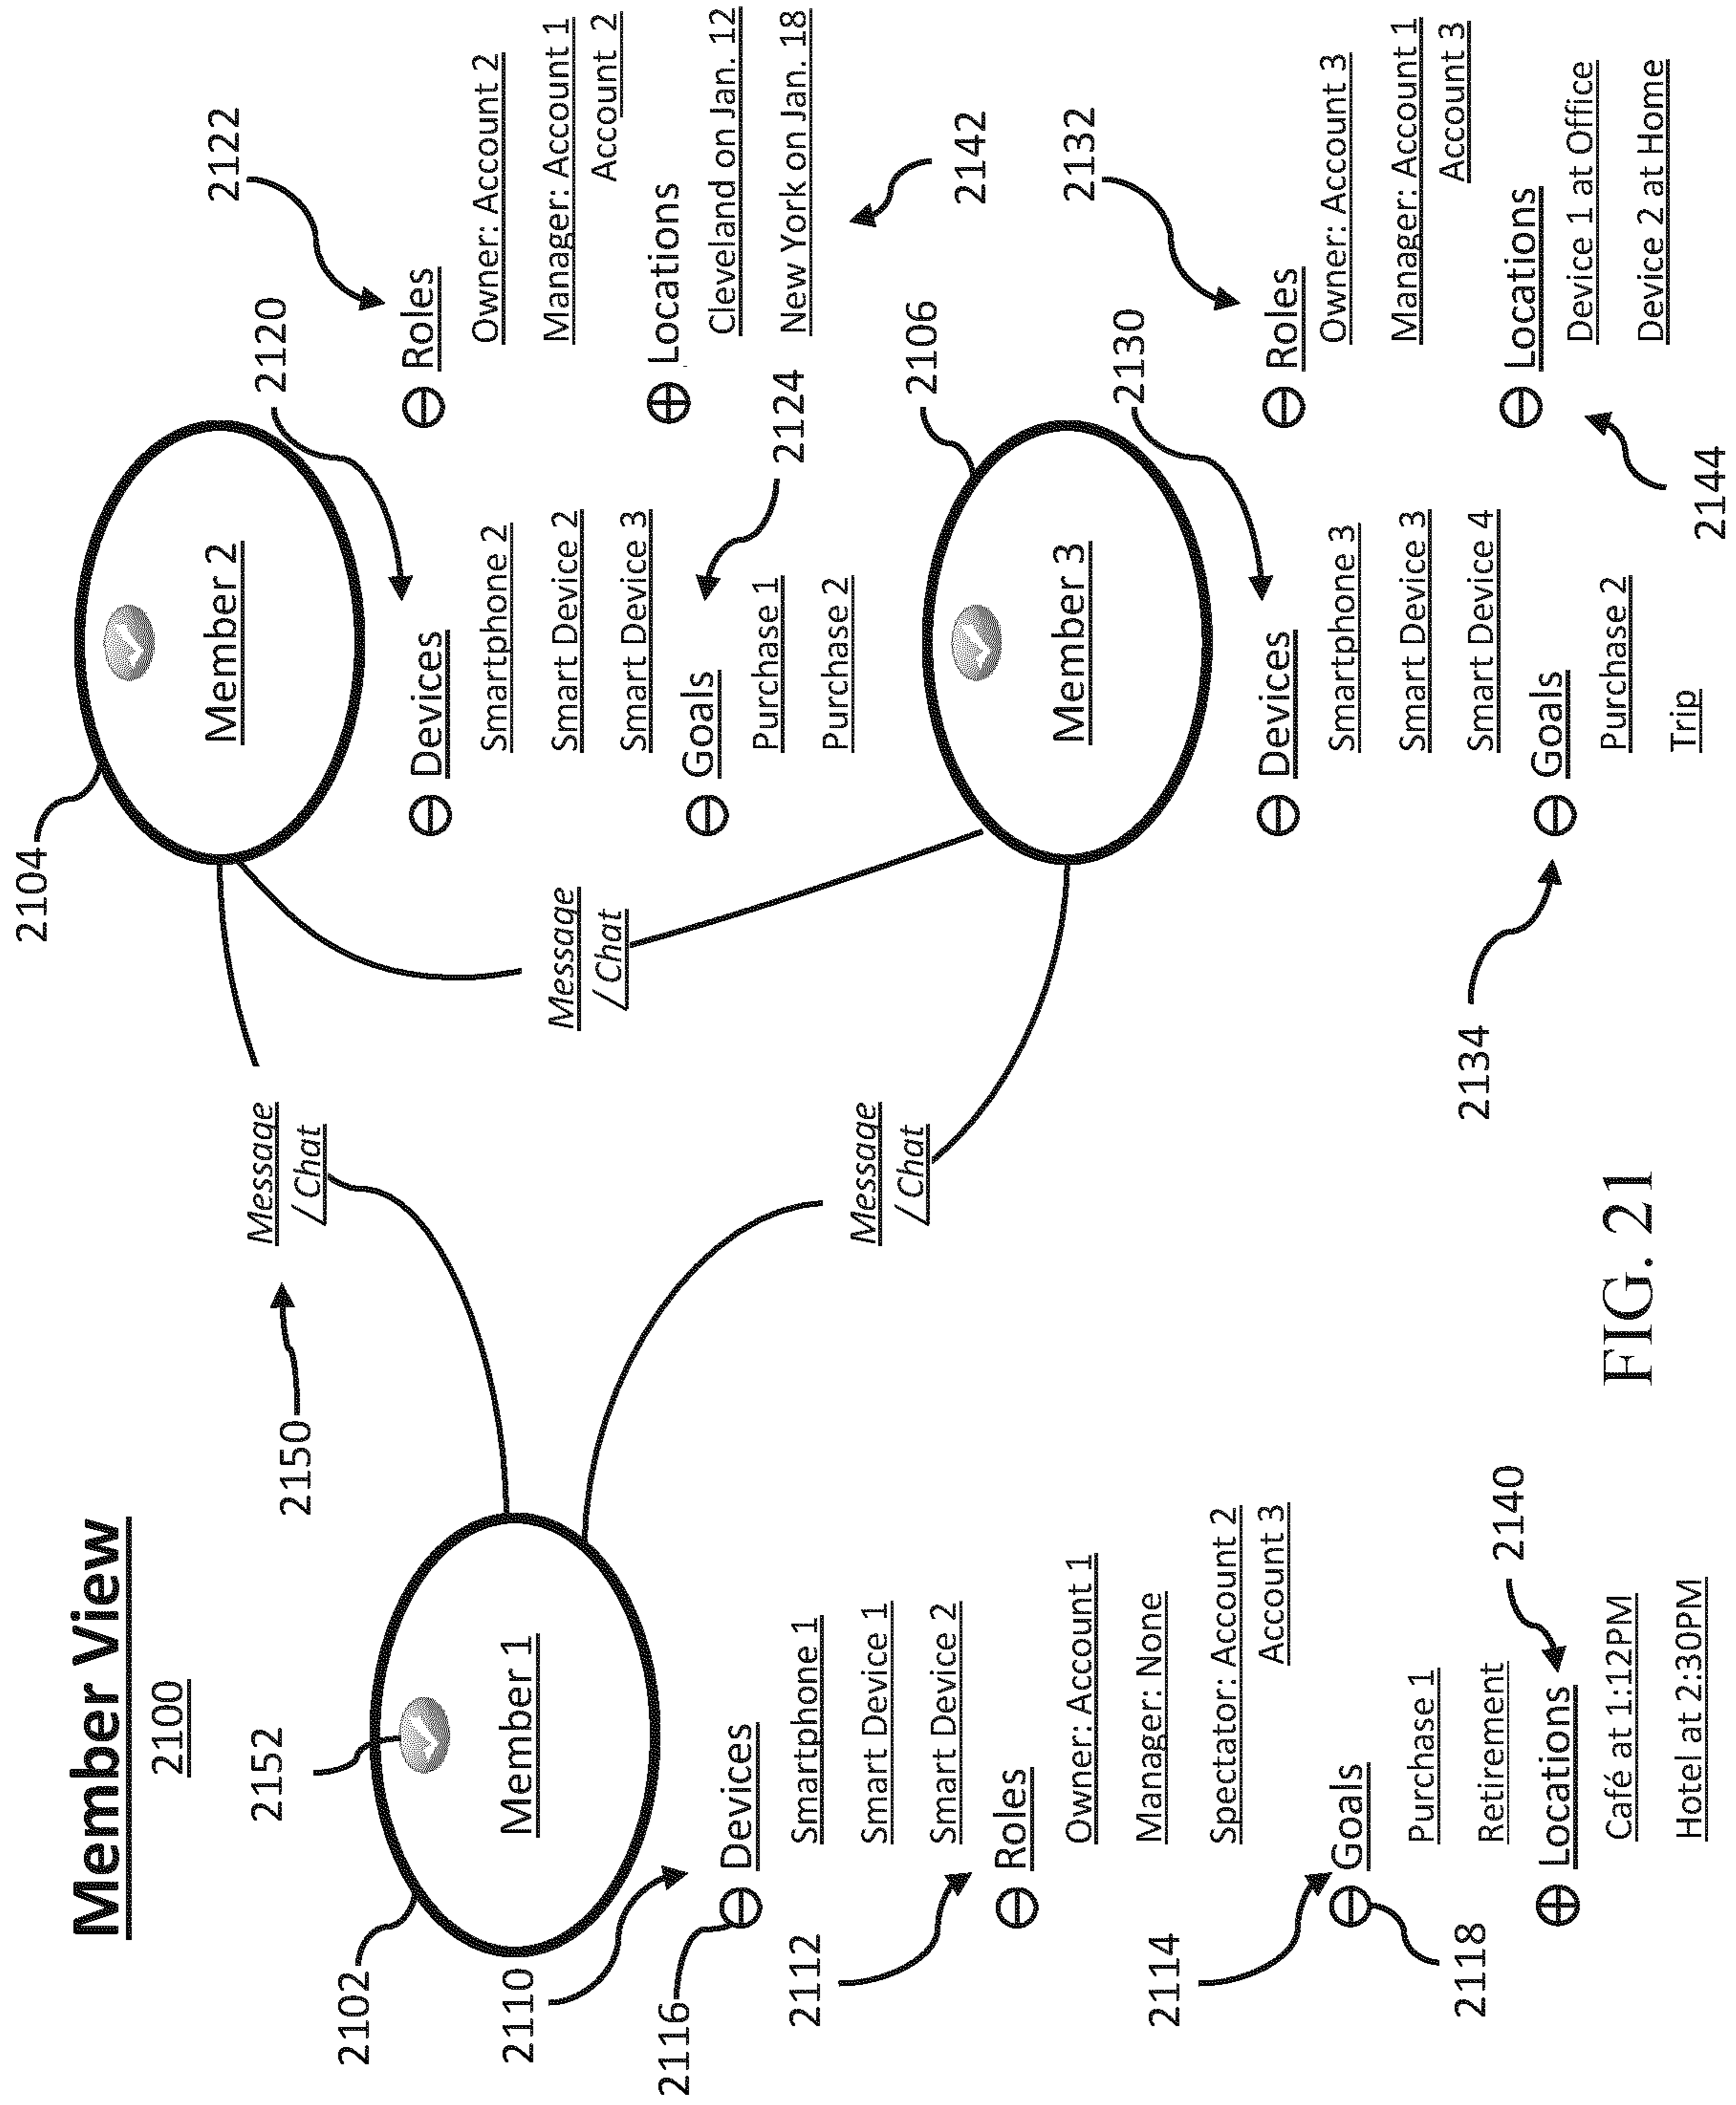 Member View
2100
2152
2102
Member 1
2110
2116
Devices
Smartphone 1
Smart Device 1
Smart Device 2
2112
Roles
Owner: Account 1
Manager: None
Spectator: Account 2
Account 3
2114
Goals
2118
Purchase 1
Retirement
2140
Locations
Café at 1:12PM
Hotel at 2:30PM
2150
Message
/Chat
Message
/Chat
Message
/Chat
2104
Member 2
2120
Devices
Smartphone 2
Smart Device 2
Smart Device 3
2124
Goals
Purchase 1
Purchase 2
2122
Roles
Owner: Account 2
Manager: Account 1
Account 2
Locations
Cleveland on Jan. 12
New York on Jan. 18
2142
2106
Member 3
2130
Devices
Smartphone 3
Smart Device 3
Smart Device 4
2134
Goals
Purchase 2
Trip
2132
Roles
Owner: Account 3
Manager: Account 1
Account 3
Locations
Device 1 at Office
Device 2 at Home
2144
FIG. 21